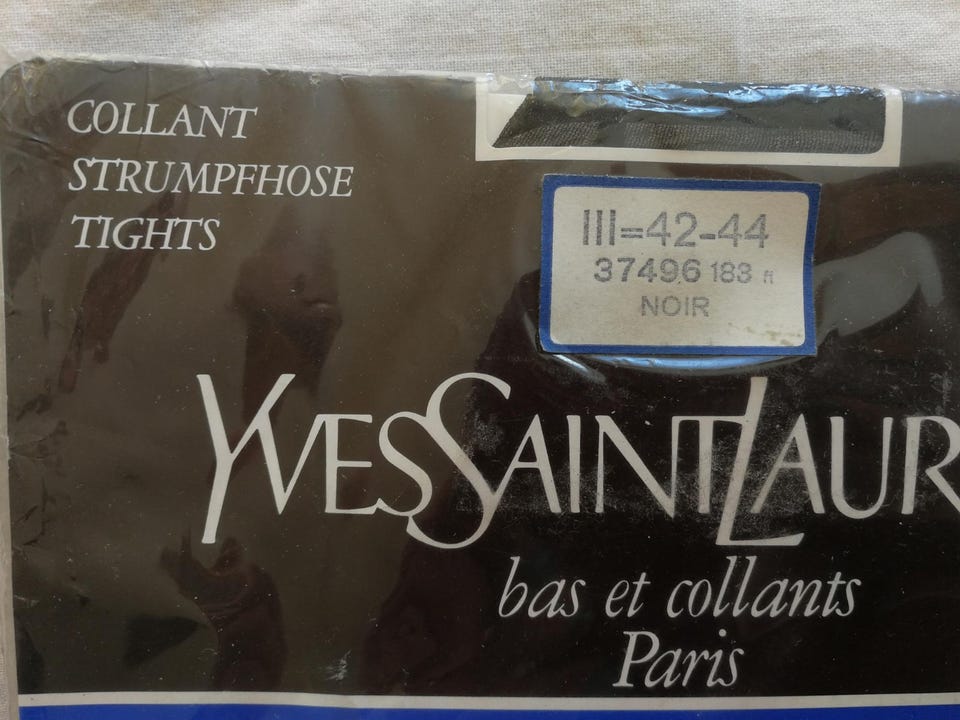 COLLANT
STRUMPFHOSE
TIGHTS
III=42-44
37496 183 n
NOIR
YVESSAINTLAUR
bas et collants
Paris